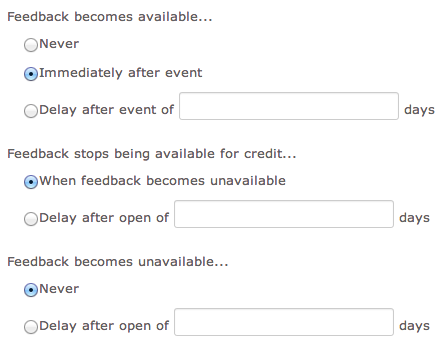 Feedback becomes available...
Never
Immediately after event
Delay after event of days
Feedback stops being available for credit...
When feedback becomes unavailable
Delay after open of days
Feedback becomes unavailable...
Never
Delay after open of days